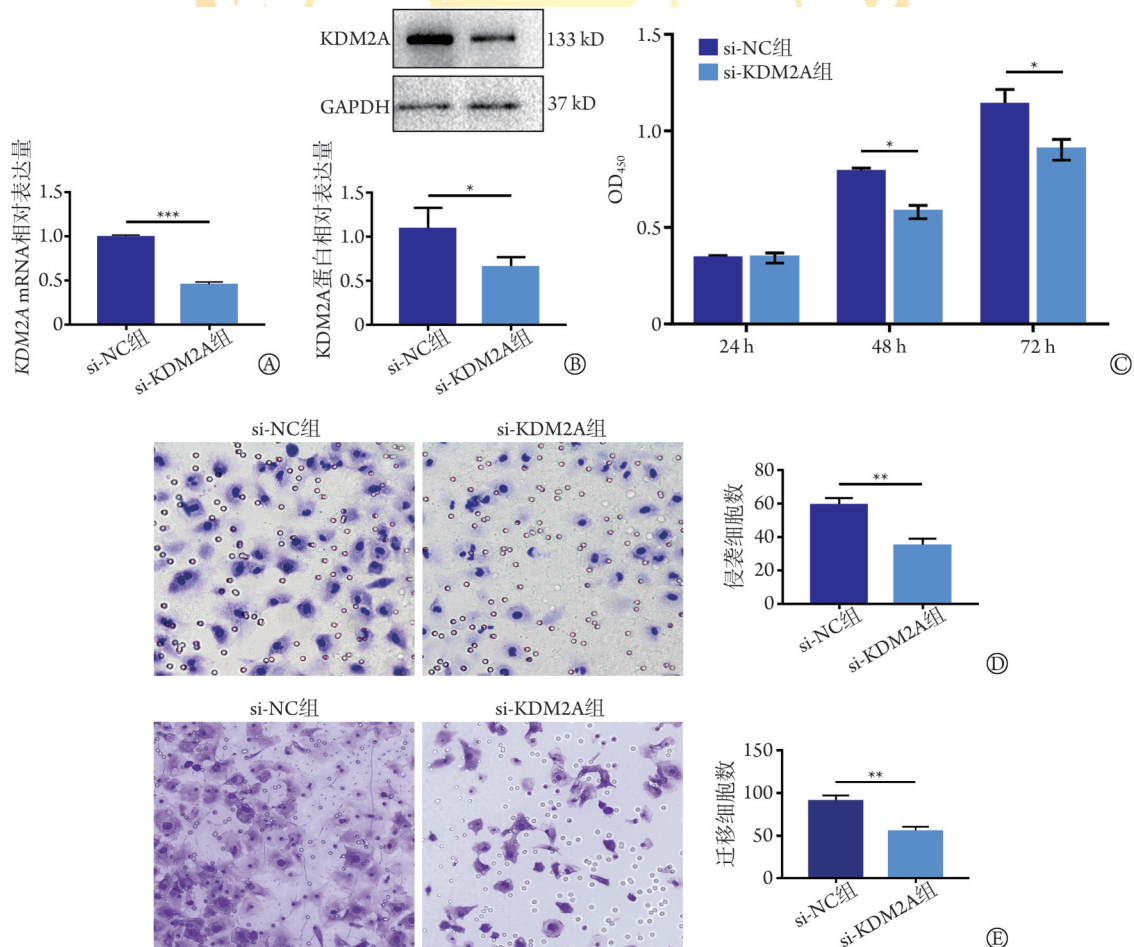 KDM2A
133 kD
GAPDH
37 kD
KDM2A mRNA相对表达量
1.5
1.0
0.5
0
***
si-NC组
si-KDM2A组
Ⓐ
KDM2A蛋白相对表达量
1.5
1.0
0.5
0
*
si-NC组
si-KDM2A组
Ⓑ
si-NC组
si-KDM2A组
OD₄₅₀
1.5
1.0
0.5
0
*
*
24 h
48 h
72 h
Ⓒ
si-NC组
si-KDM2A组
侵袭细胞数
80
60
40
20
0
**
si-NC组
si-KDM2A组
Ⓓ
si-NC组
si-KDM2A组
迁移细胞数
150
100
50
0
**
si-NC组
si-KDM2A组
Ⓔ